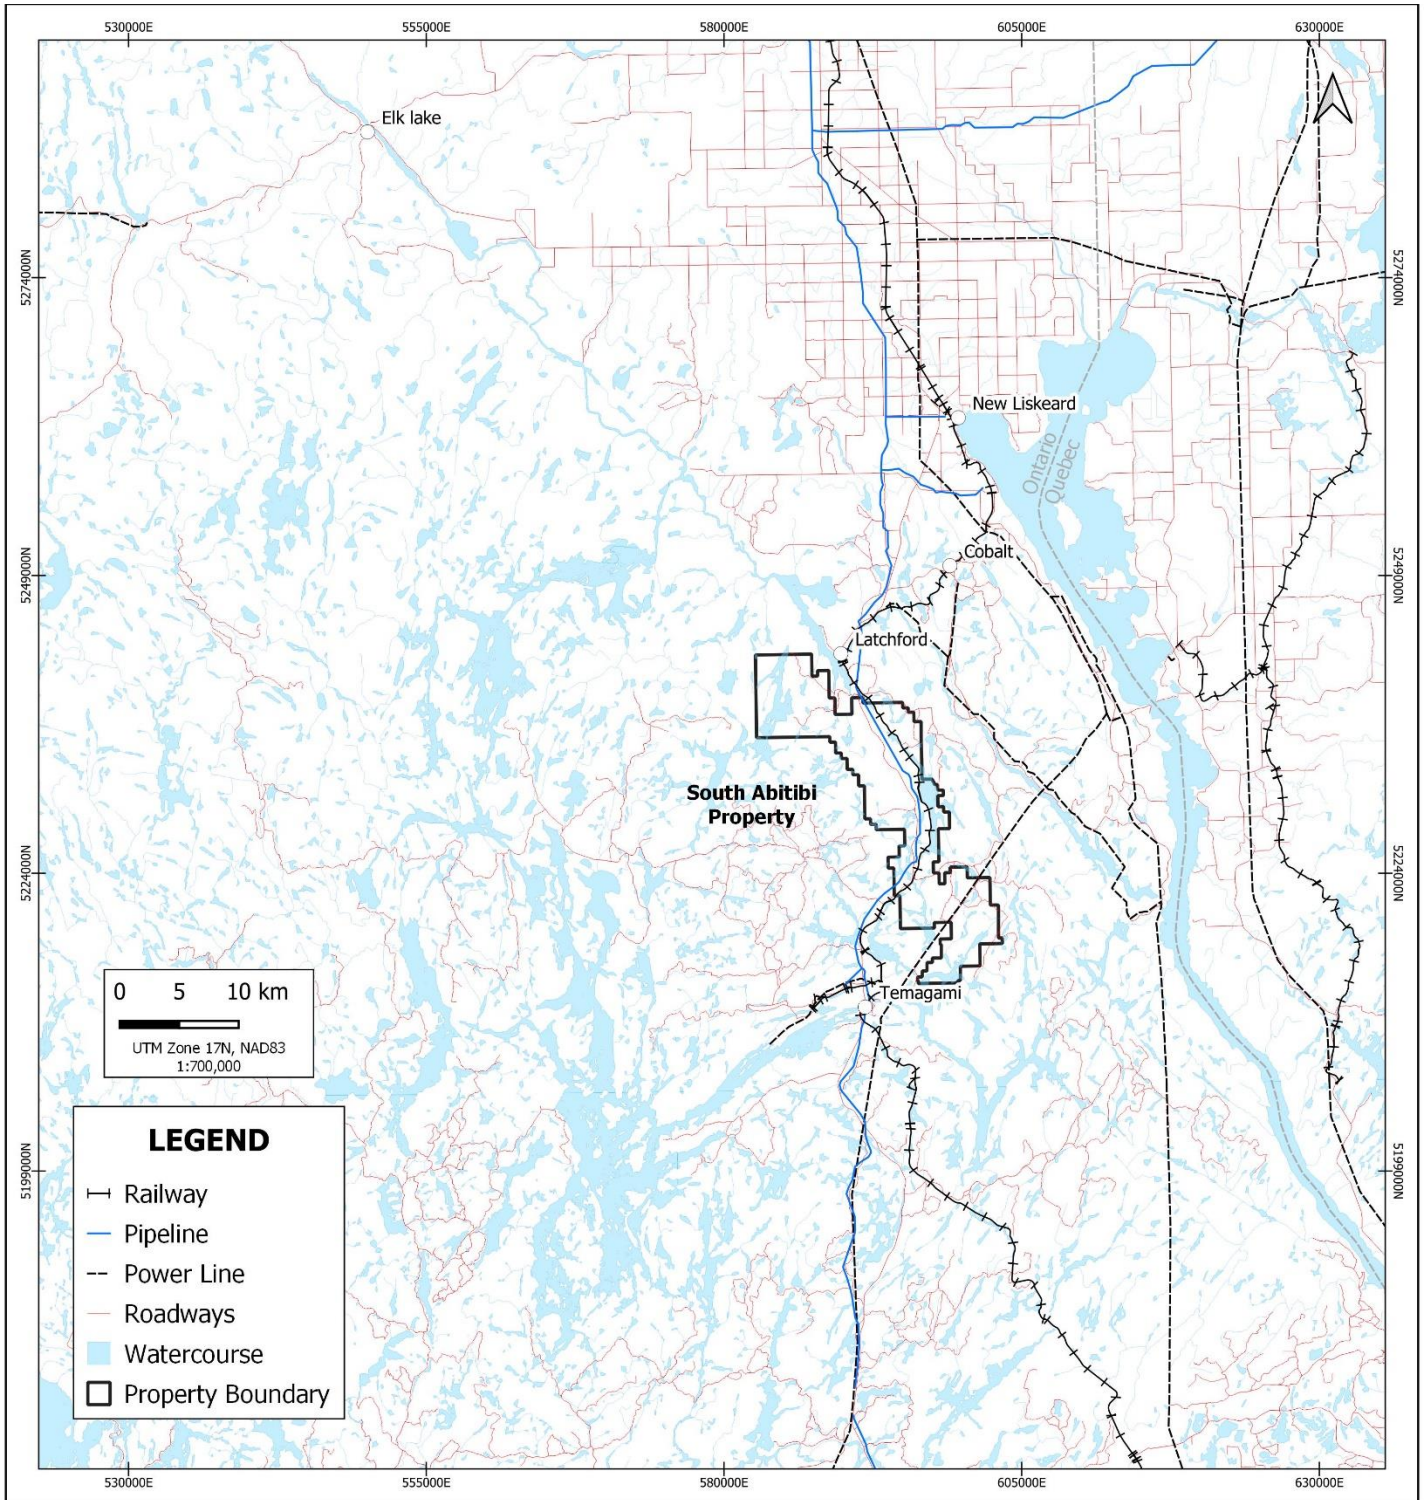 530000E 555000E 580000E 605000E 630000E
Elk lake
5274000N 5274000N
New Liskeard
Ontario
Quebec
Cobalt
5249000N 5249000N
Latchford
South Abitibi
Property
5224000N 5224000N
0 5 10 km
UTM Zone 17N, NAD83
1:700,000
Temagami
LEGEND
Railway
Pipeline
Power Line
Roadways
Watercourse
Property Boundary
5199000N 5199000N
530000E 555000E 580000E 605000E 630000E